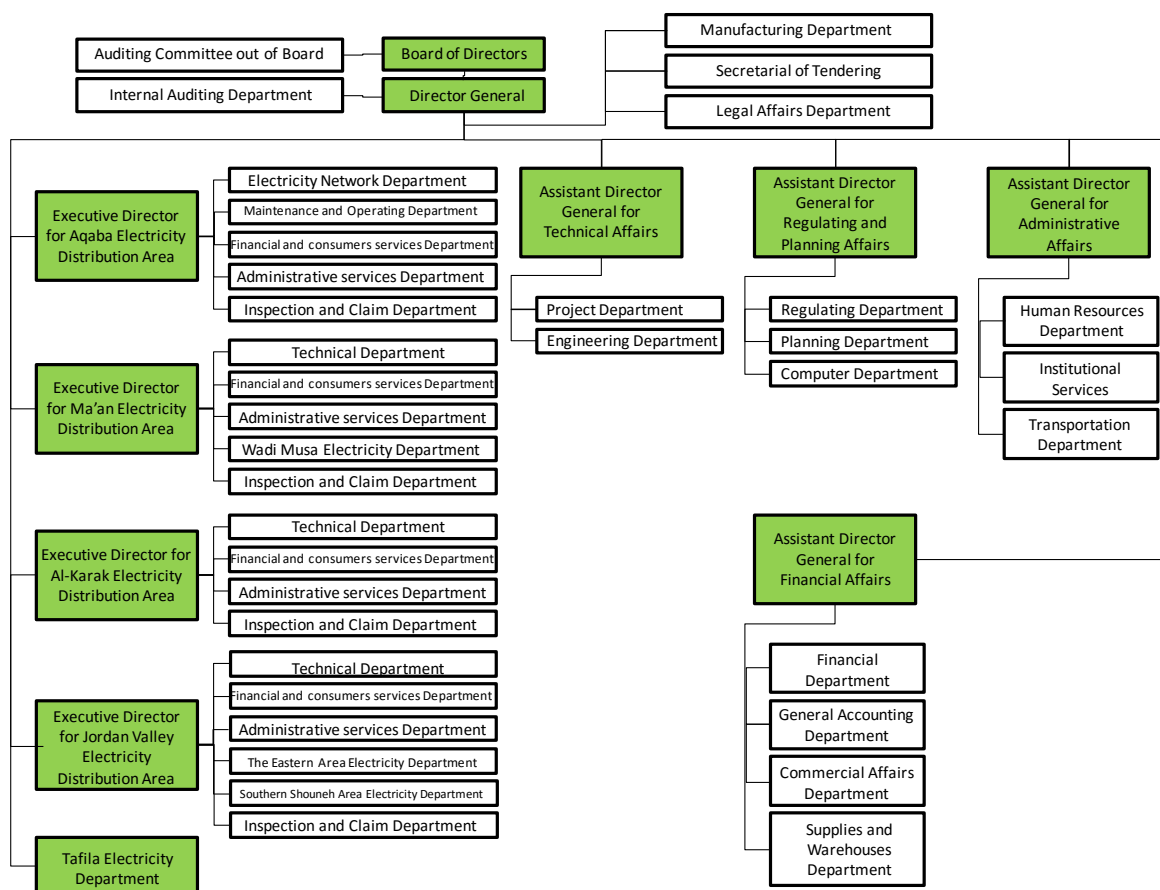 Manufacturing Department
Auditing Committee out of Board
Board of Directors
Secretarial of Tendering
Internal Auditing Department
Director General
Legal Affairs Department
Executive Director
for Aqaba Electricity
Distribution Area
Electricity Network Department
Maintenance and Operating Department
Financial and consumers services Department
Administrative services Department
Inspection and Claim Department
Executive Director
for Ma’an Electricity
Distribution Area
Technical Department
Financial and consumers services Department
Administrative services Department
Wadi Musa Electricity Department
Inspection and Claim Department
Executive Director for
Al-Karak Electricity
Distribution Area
Technical Department
Financial and consumers services Department
Administrative services Department
Inspection and Claim Department
Executive Director
for Jordan Valley
Electricity
Distribution Area
Technical Department
Financial and consumers services Department
Administrative services Department
The Eastern Area Electricity Department
Southern Shouneh Area Electricity Department
Inspection and Claim Department
Tafila Electricity
Department
Assistant Director
General for
Technical Affairs
Project Department
Engineering Department
Assistant Director
General for
Regulating and
Planning Affairs
Regulating Department
Planning Department
Computer Department
Assistant Director
General for
Administrative
Affairs
Human Resources
Department
Institutional
Services
Transportation
Department
Assistant Director
General for
Financial Affairs
Financial
Department
General Accounting
Department
Commercial Affairs
Department
Supplies and
Warehouses
Department